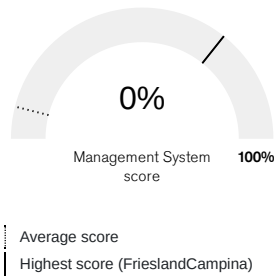 0%
Management System
score
100%
Average score
Highest score (FrieslandCampina)